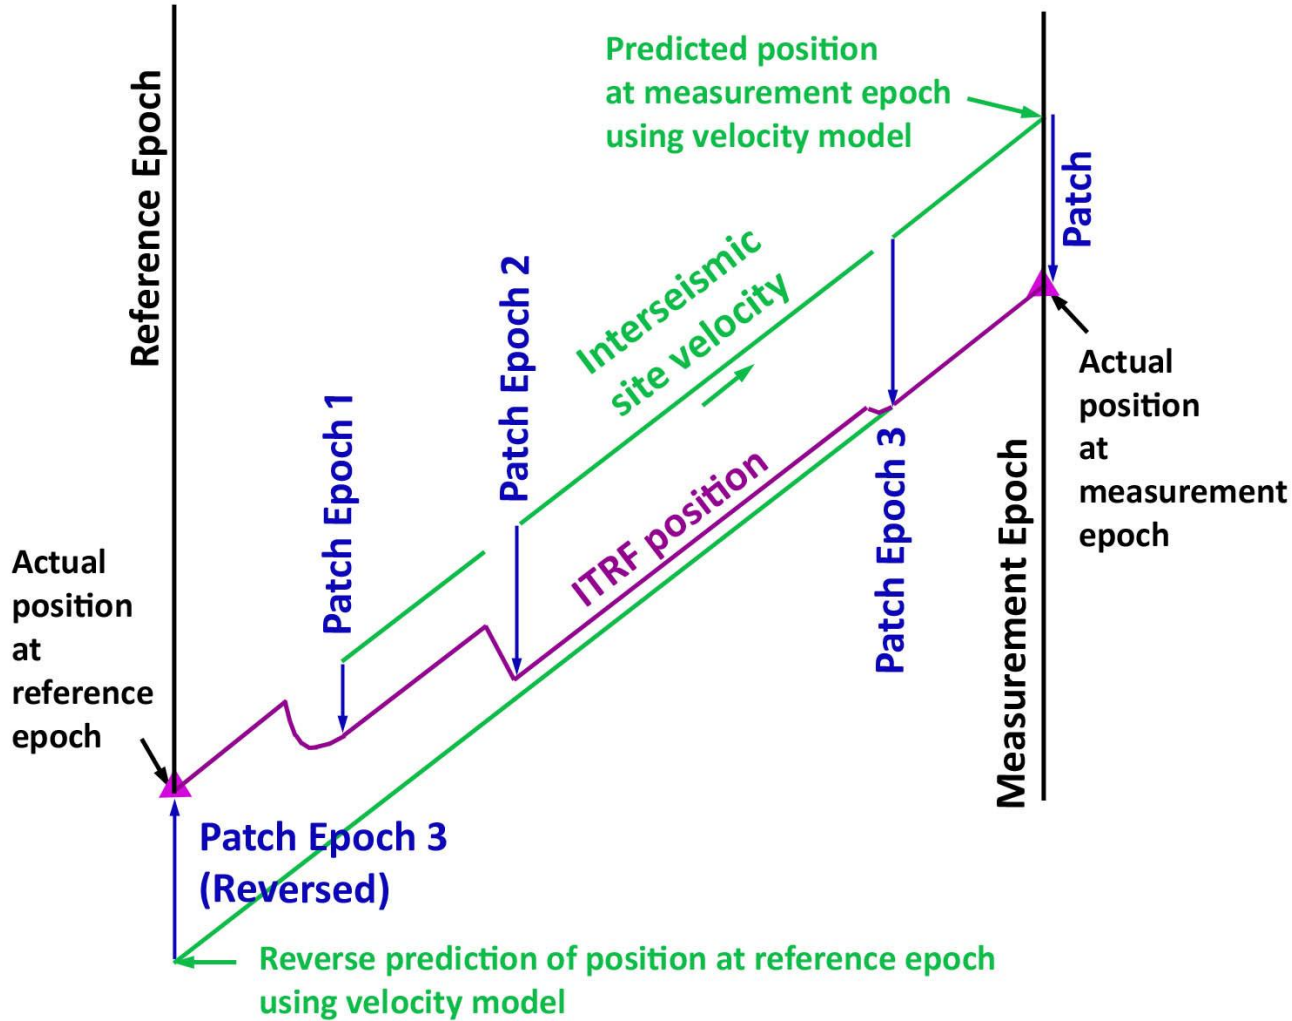 Reference Epoch
Predicted position
at measurement epoch
using velocity model
Patch
Interseismic
site velocity
Patch Epoch 2
Patch Epoch 1
ITRF position
Patch Epoch 3
Measurement Epoch
Actual
position
at
measurement
epoch
Actual
position
at
reference
epoch
Patch Epoch 3
(Reversed)
Reverse prediction of position at reference epoch
using velocity model